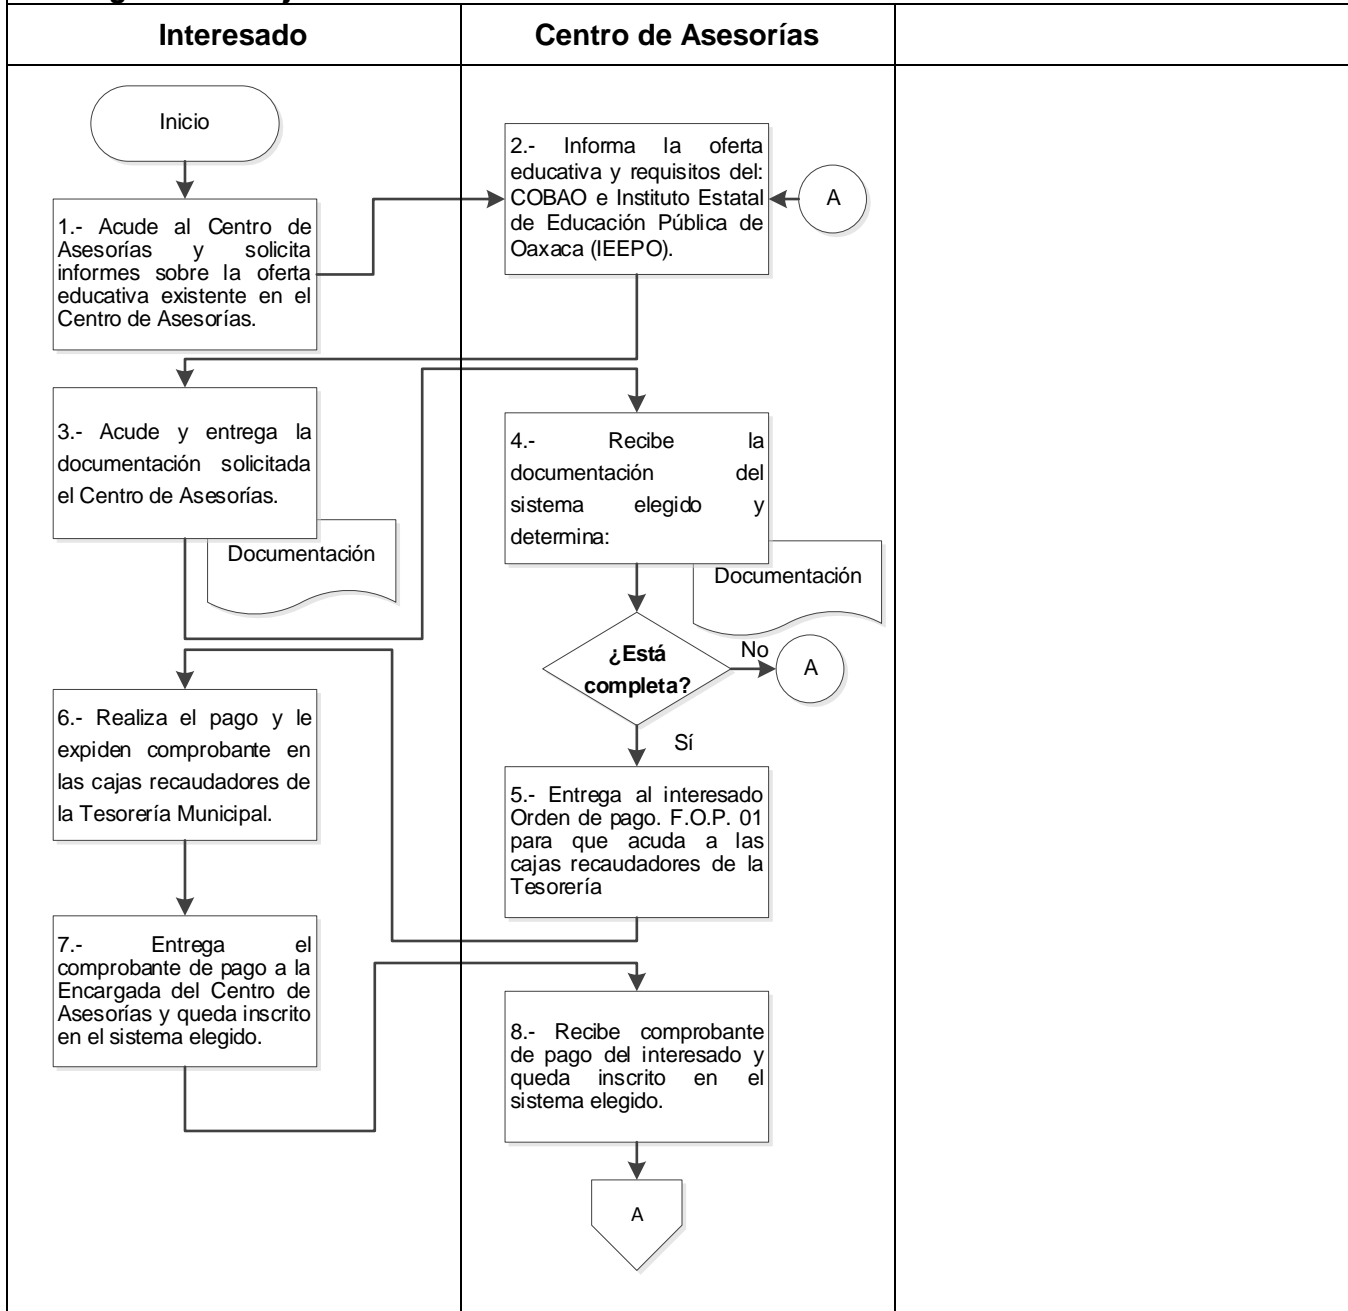 Interesado
Centro de Asesorías
Inicio
1.- Acude al Centro de
Asesorías y solicita
informes sobre la oferta
educativa existente en el
Centro de Asesorías.
2.- Informa la oferta
educativa y requisitos del:
COBAO e Instituto Estatal
de Educación Pública de
Oaxaca (IEEPO).
A
3.- Acude y entrega la
documentación solicitada
el Centro de Asesorías.
Documentación
4.- Recibe la
documentación del
sistema elegido y
determina:
Documentación
¿Está
completa?
No
A
Sí
5.- Entrega al interesado
Orden de pago. F.O.P. 01
para que acuda a las
cajas recaudadores de la
Tesorería
6.- Realiza el pago y le
expiden comprobante en
las cajas recaudadores de
la Tesorería Municipal.
7.- Entrega el
comprobante de pago a la
Encargada del Centro de
Asesorías y queda inscrito
en el sistema elegido.
8.- Recibe comprobante
de pago del interesado y
queda inscrito en el
sistema elegido.
A